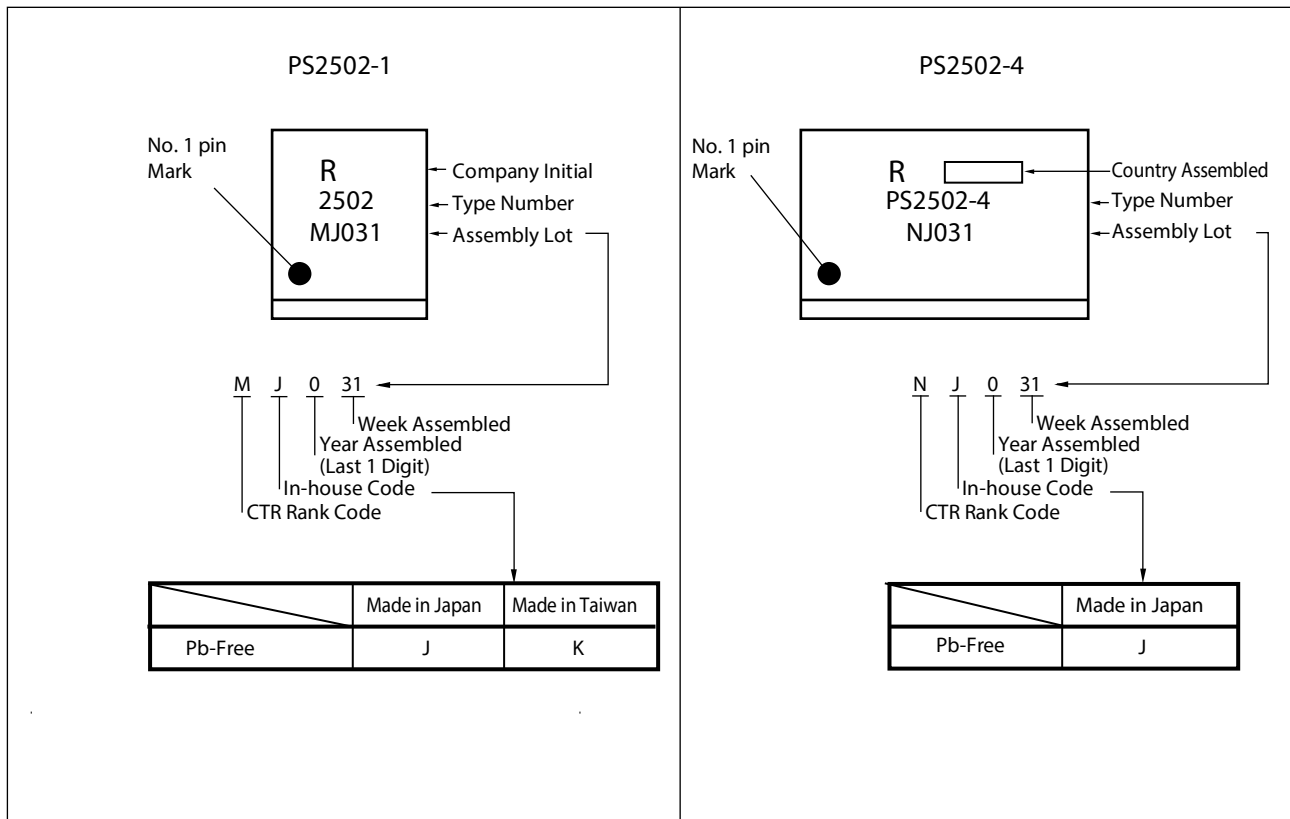 PS2502-1
No. 1 pin
Mark
R
2502
MJ031
Company Initial
Type Number
Assembly Lot
M J 0 31
Week Assembled
Year Assembled
(Last 1 Digit)
In-house Code
CTR Rank Code
Made in Japan Made in Taiwan
Pb-Free J K
PS2502-4
No. 1 pin
Mark
R
PS2502-4
NJ031
Country Assembled
Type Number
Assembly Lot
N J 0 31
Week Assembled
Year Assembled
(Last 1 Digit)
In-house Code
CTR Rank Code
Made in Japan
Pb-Free J